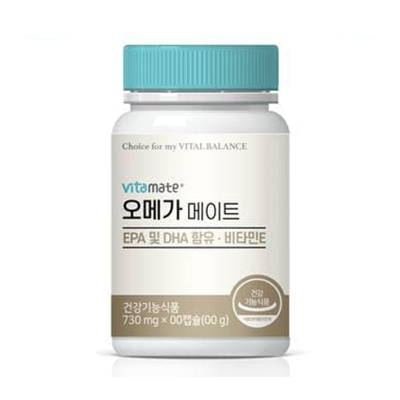 Choice for my VITAL BALANCE
vitamate®
오메가 메이트
EPA 및 DHA 함유 · 비타민E
건강기능식품
730 mg × 00캡슐(00 g)
건강
기능식품